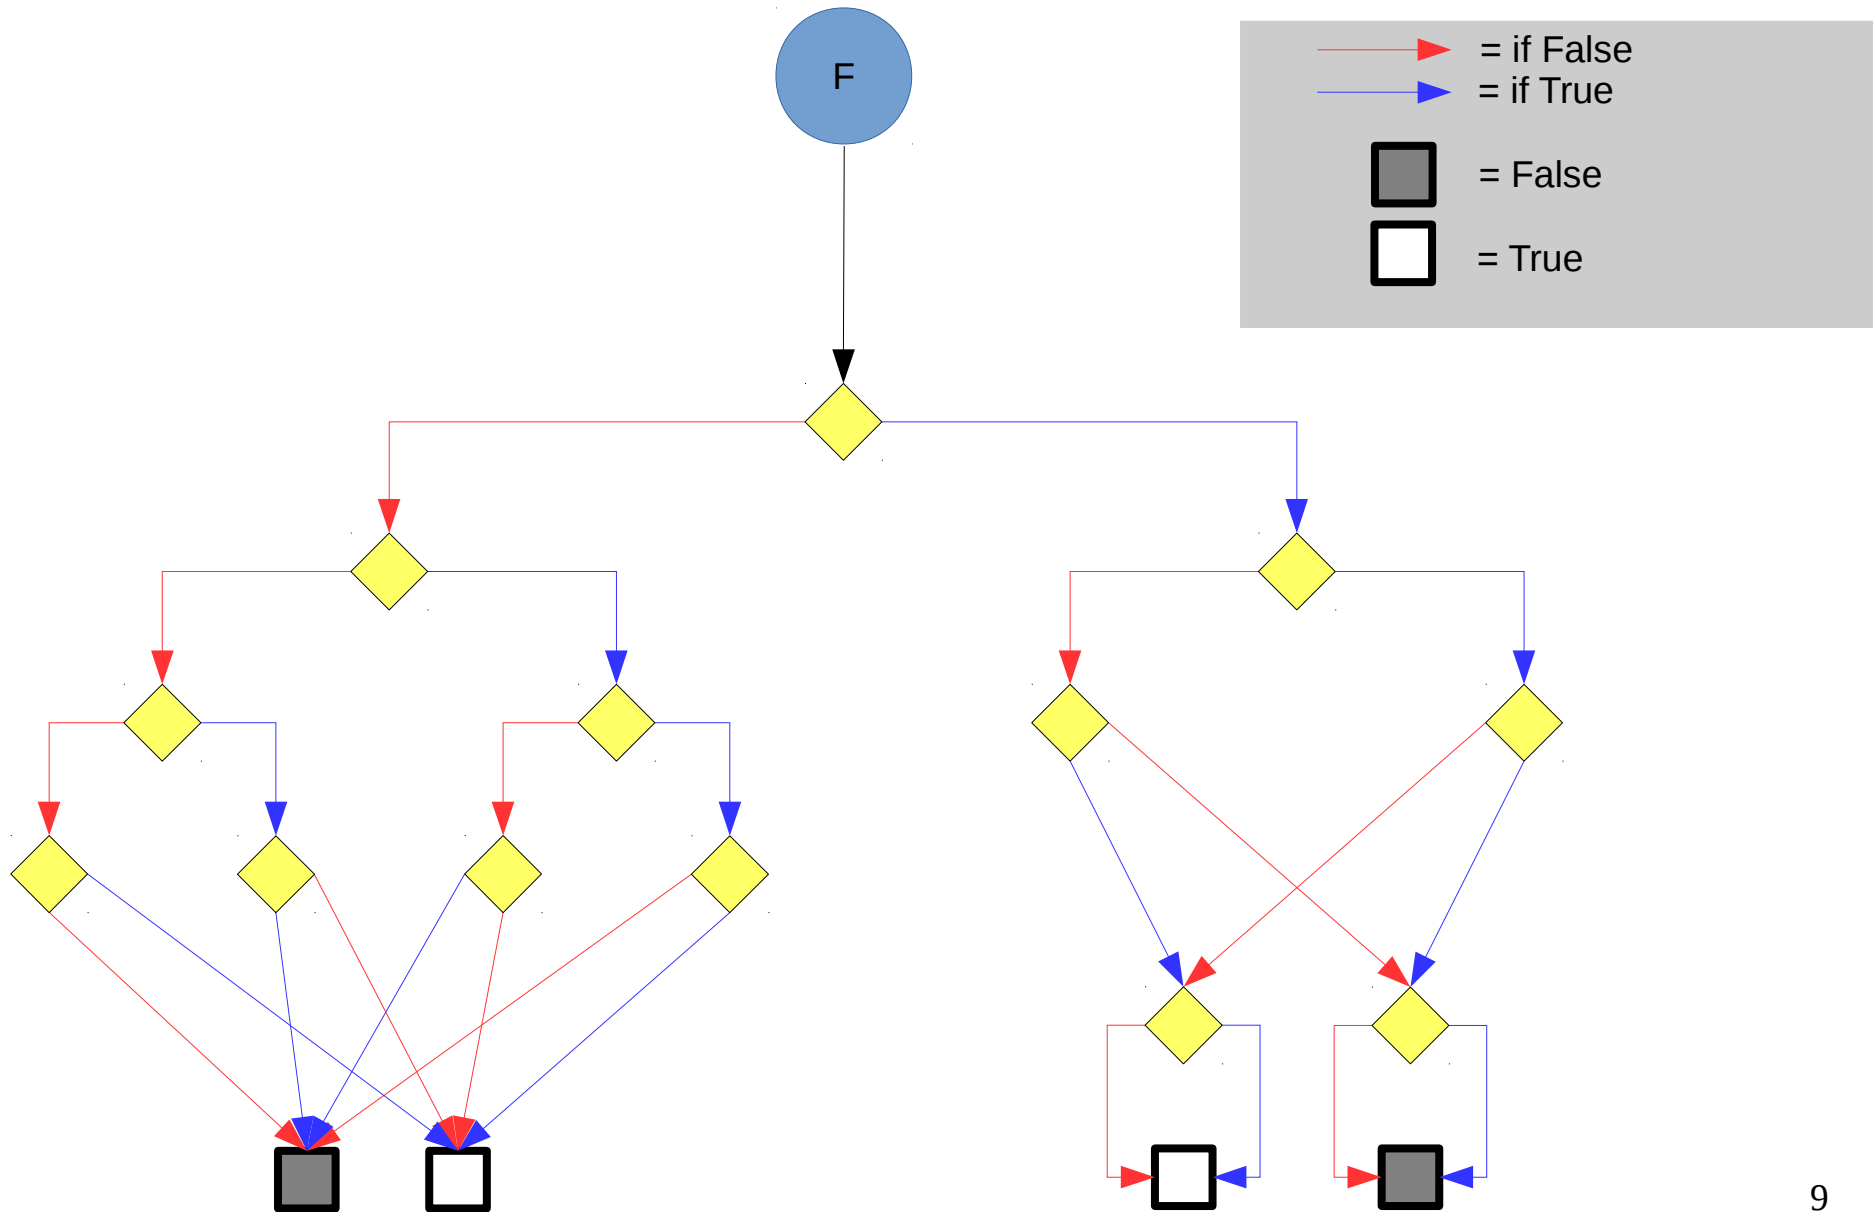 F
= if False
= if True
= False
= True
9